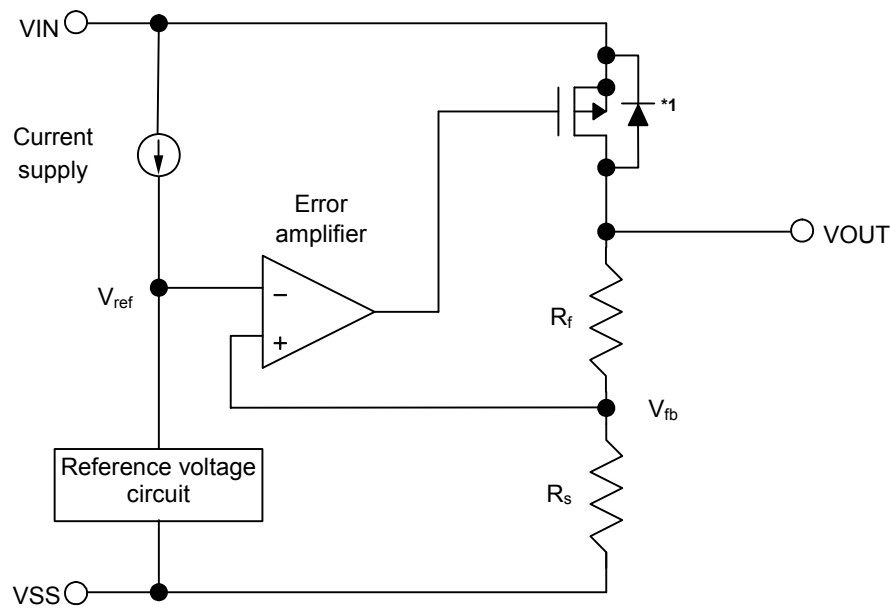 VIN
*1
Current
supply
Error
amplifier
VOUT
Vref
−
+
Rf
Vfb
Reference voltage
circuit
Rs
VSS